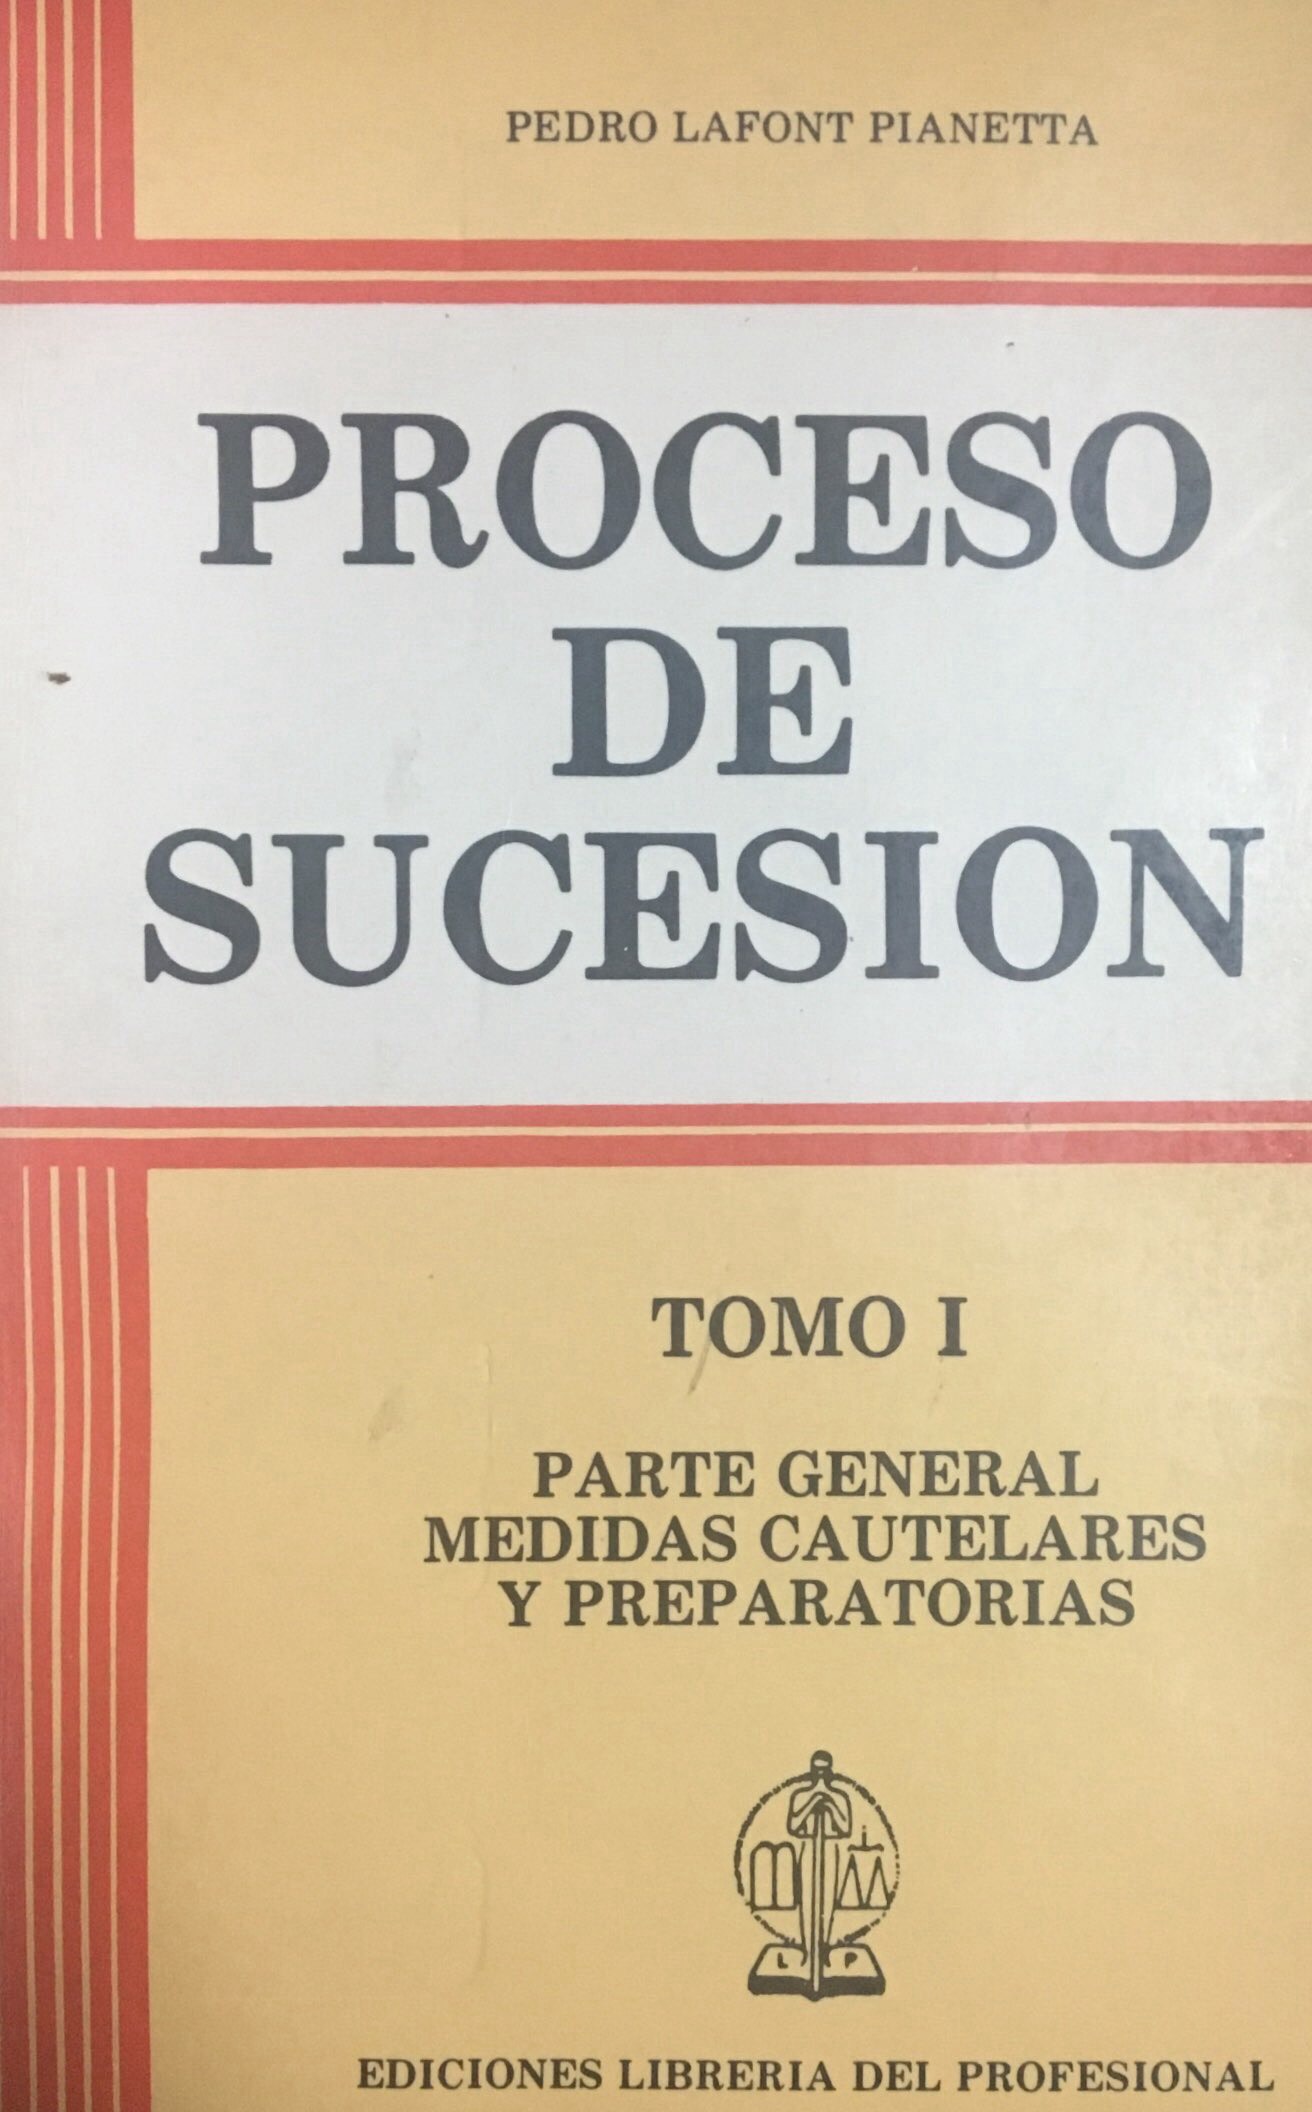 PEDRO LAFONT PIANETTA
PROCESO
DE
SUCESION
TOMO I
PARTE GENERAL
MEDIDAS CAUTELARES
Y PREPARATORIAS
L P
EDICIONES LIBRERIA DEL PROFESIONAL